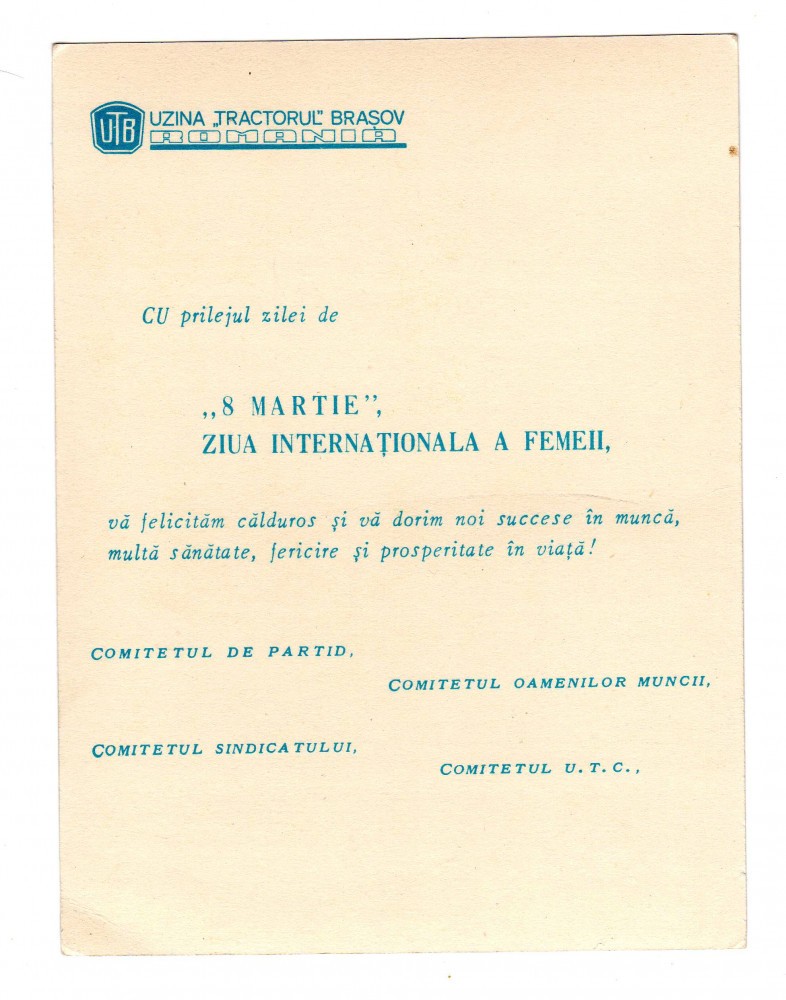 UTB
UZINA „TRACTORUL” BRAȘOV
ROMANIA
CU prilejul zilei de
„8 MARTIE”,
ZIUA INTERNAȚIONALA A FEMEII,
vă felicităm călduros și vă dorim noi succese în muncă,
multă sănătate, fericire și prosperitate în viață!
COMITETUL DE PARTID,
COMITETUL OAMENILOR MUNCII,
COMITETUL SINDICATULUI,
COMITETUL U.T.C.,